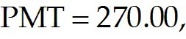 PMT = 270.00,